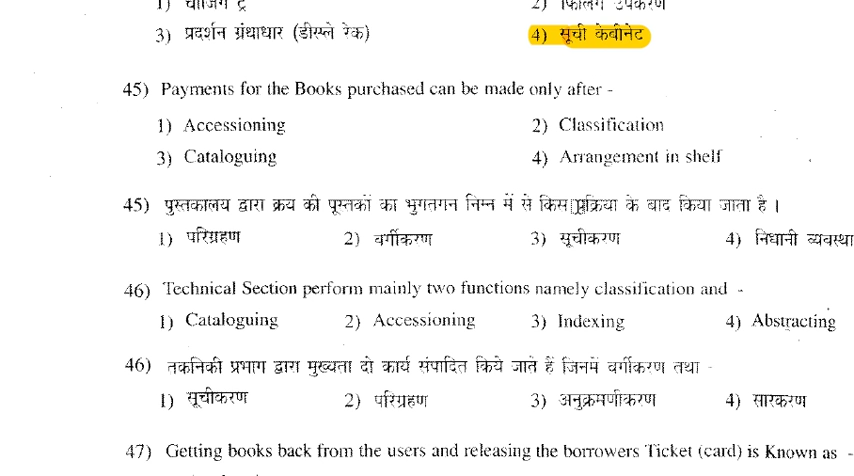 1) चार्जिंग ट्रे 2) फिलिंग उपकरण
3) प्रदर्शन ग्रंथाधार (डीस्प्ले रेक) 4) सूची केबीनेट
45) Payments for the Books purchased can be made only after -
1) Accessioning 2) Classification
3) Cataloguing 4) Arrangement in shelf
45) पुस्तकालय द्वारा क्रय की पूस्तकों का भुगतगन निम्न में से किस प्रक्रिया के बाद किया जाता है ।
1) परिग्रहण 2) वर्गीकरण 3) सूचीकरण 4) निधानी व्यवस्था
46) Technical Section perform mainly two functions namely classification and -
1) Cataloguing 2) Accessioning 3) Indexing 4) Abstracting
46) तकनिकी प्रभाग द्वारा मुख्यता दो कार्य संपादित किये जाते हैं जिनमें वर्गीकरण तथा -
1) सूचीकरण 2) परिग्रहण 3) अनुक्रमणीकरण 4) सारकरण
47) Getting books back from the users and releasing the borrowers Ticket (card) is Known as -